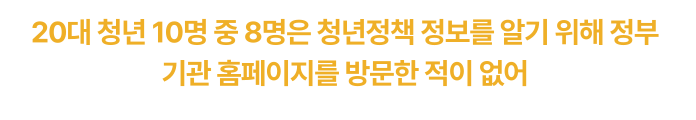 20대 청년 10명 중 8명은 청년정책 정보를 알기 위해 정부
기관 홈페이지를 방문한 적이 없어